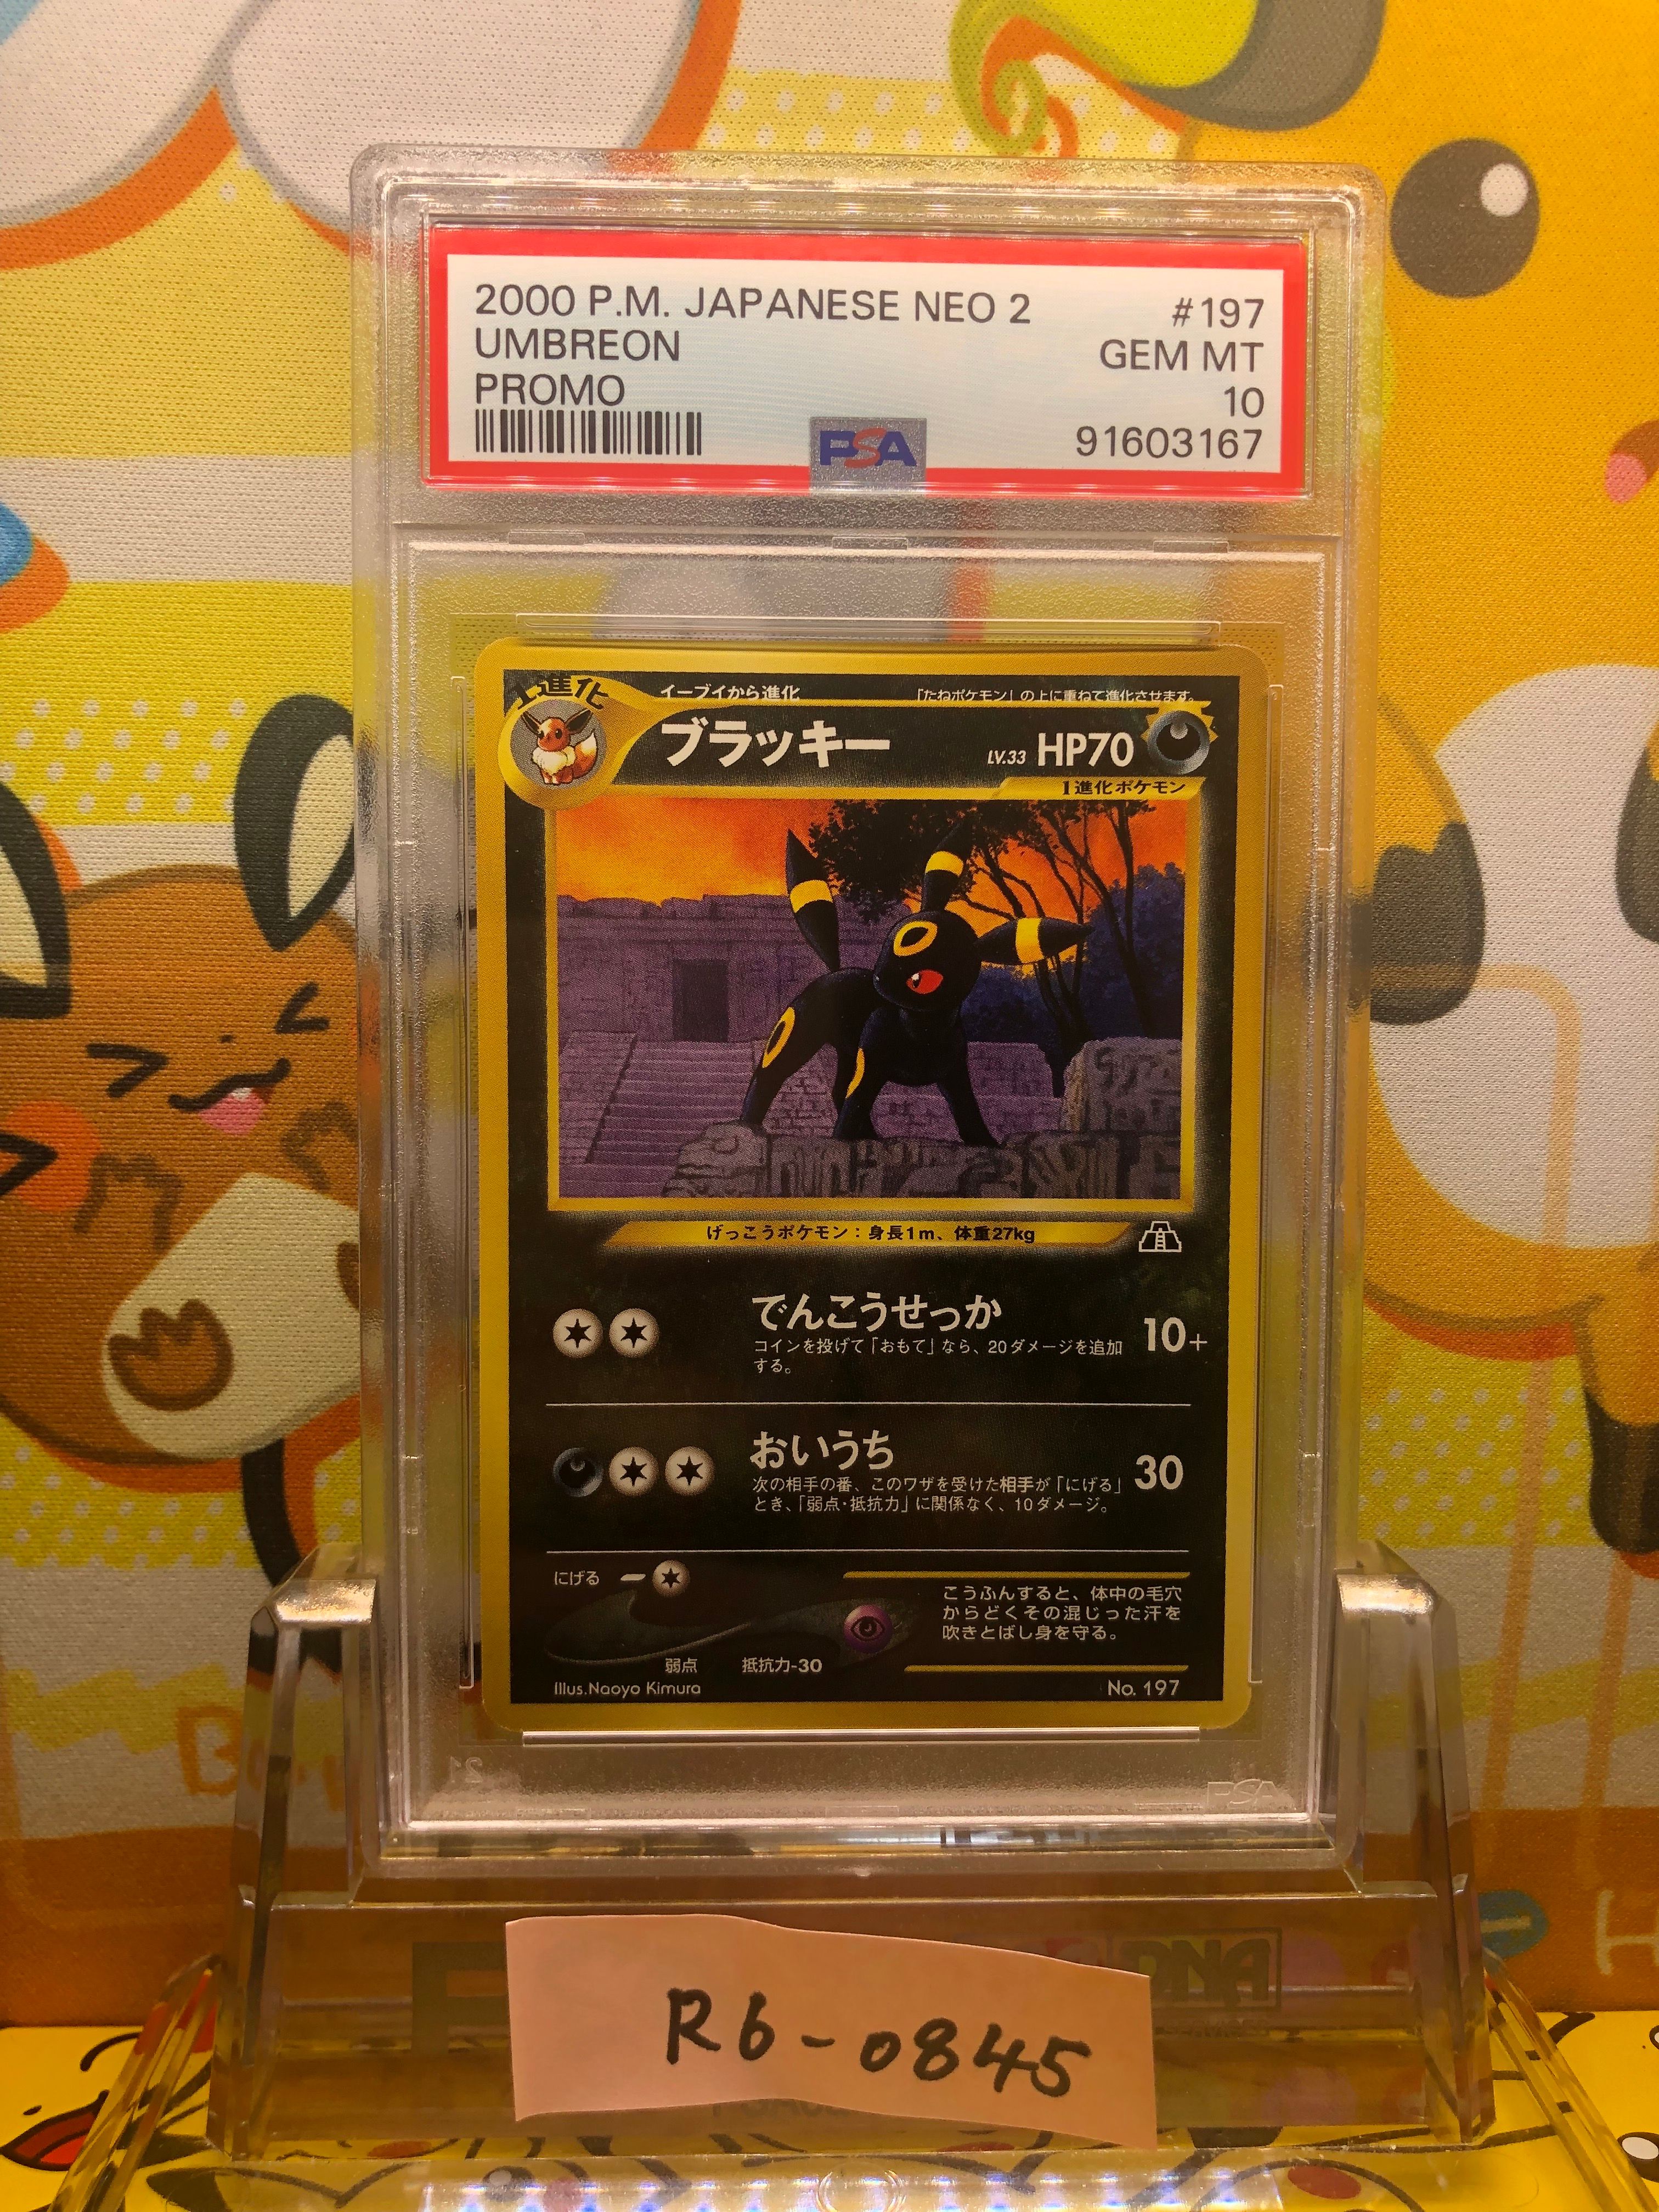 2000 P.M. JAPANESE NEO 2 #197
UMBREON GEM MT
PROMO 10
PSA 91603167
1進化 イーブイから進化 「たねポケモン」の上に重ねて進化させます。
ブラッキー LV.33 HP70
1進化ポケモン
げっこうポケモン:身長1m、体重27kg
でんこうせっか 10+
コインを投げて「おもて」なら、20ダメージを追加
する。
おいうち 30
次の相手の番、このワザを受けた相手が「にげる」
とき、「弱点・抵抗力」に関係なく、10ダメージ。
にげる
こうふんすると、体中の毛穴
からどくその混じった汗を
吹きとばし身を守る。
弱点 抵抗力-30
Illus.Naoyo Kimura No. 197
PSA
DNA
R6-0845